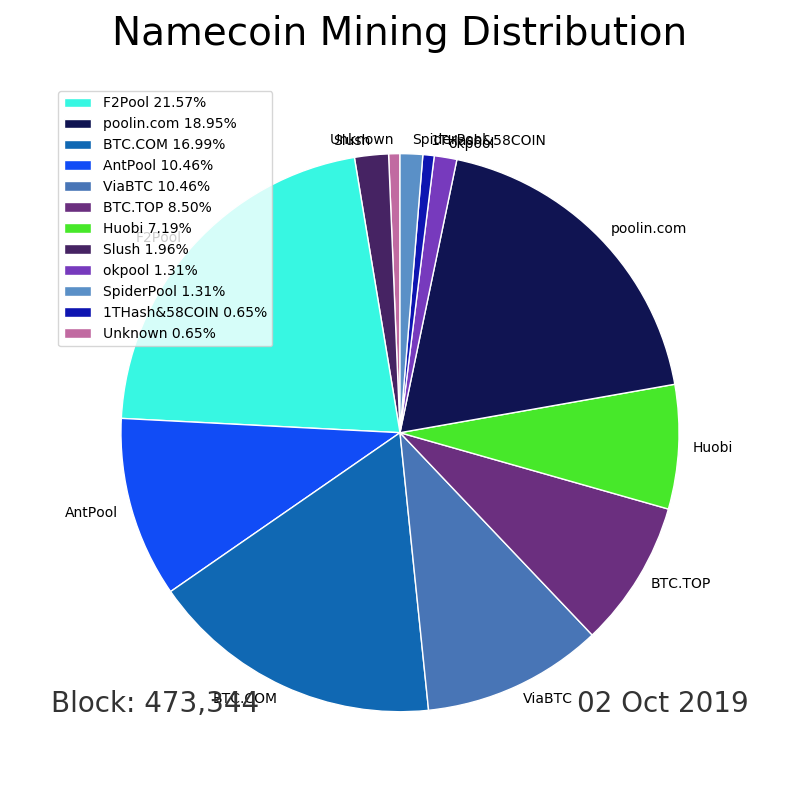 Namecoin Mining Distribution
F2Pool 21.57%
poolin.com 18.95%
BTC.COM 16.99%
AntPool 10.46%
ViaBTC 10.46%
BTC.TOP 8.50%
Huobi 7.19%
Slush 1.96%
okpool 1.31%
SpiderPool 1.31%
1THash&58COIN 0.65%
Unknown 0.65%
Unknown
Slush
SpiderPool
1THash&58COIN
okpool
poolin.com
F2Pool
Huobi
AntPool
BTC.TOP
BTC.COM
ViaBTC
Block: 473,344
02 Oct 2019